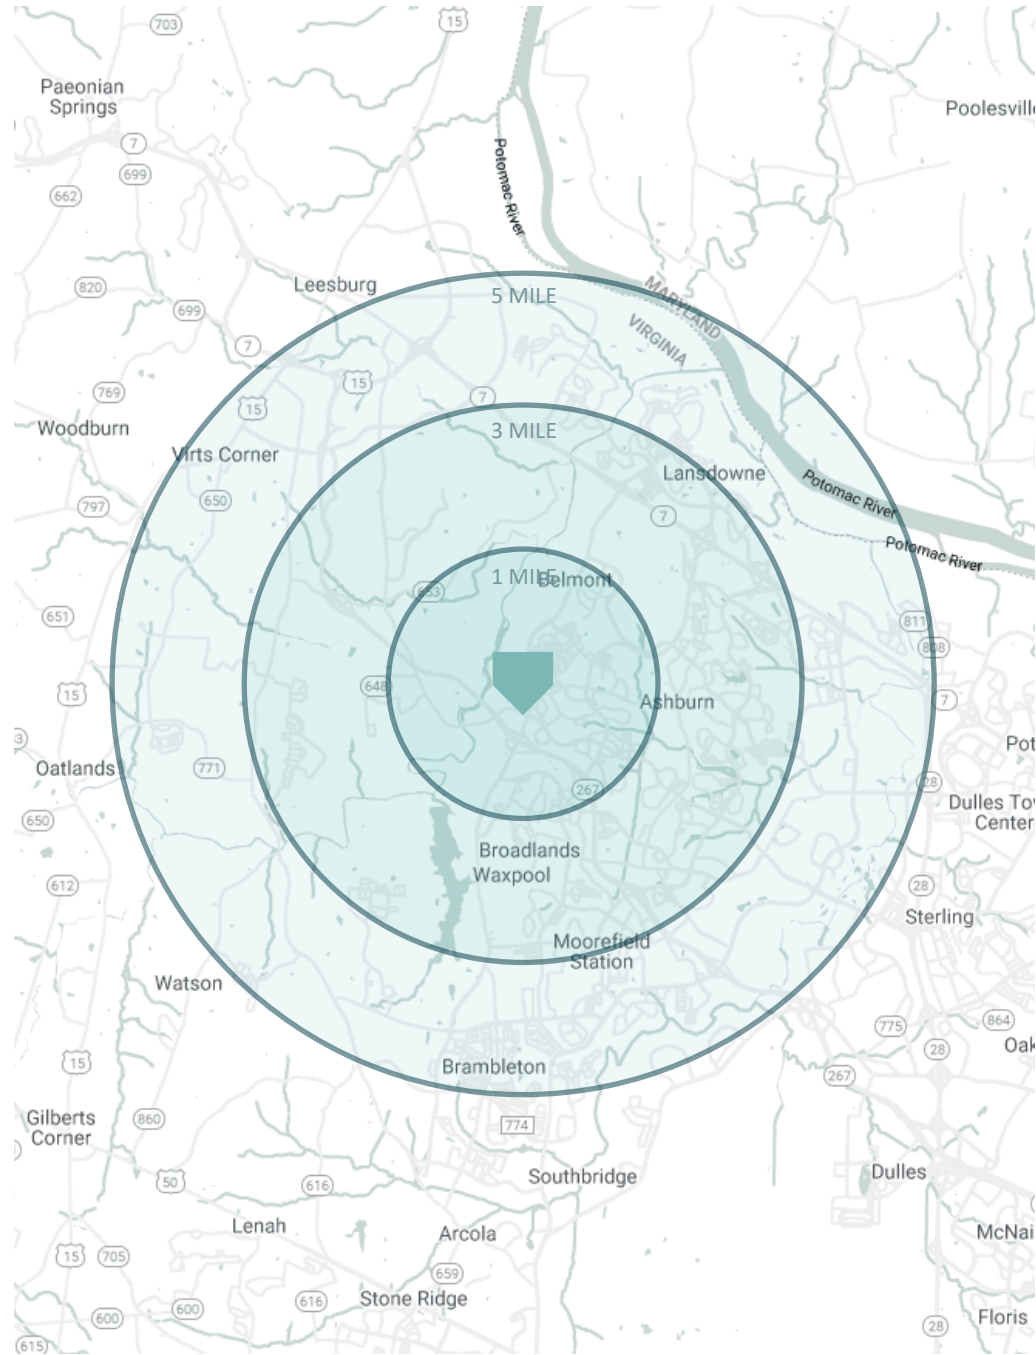 703
15
Paeonian
Springs
Poolesville
7
699
662
Potomac River
820
Leesburg
699
5 MILE
MARYLAND
VIRGINIA
7
15
769
15
7
Woodburn
3 MILE
Virts Corner
Lansdowne
650
797
7
Potomac River
Potomac River
1 MILE
Belmont
653
651
811
808
648
15
Ashburn
7
3
Pot
Oatlands
771
28
267
Dulles Tow
Center
650
Broadlands
Waxpool
612
28
Sterling
Moorefield
Station
Watson
864
775
Oak
28
15
Brambleton
267
Gilberts
Corner
860
774
Southbridge
Dulles
50
616
Lenah
Arcola
McNai
15
705
659
Stone Ridge
616
600
600
Floris
28
615